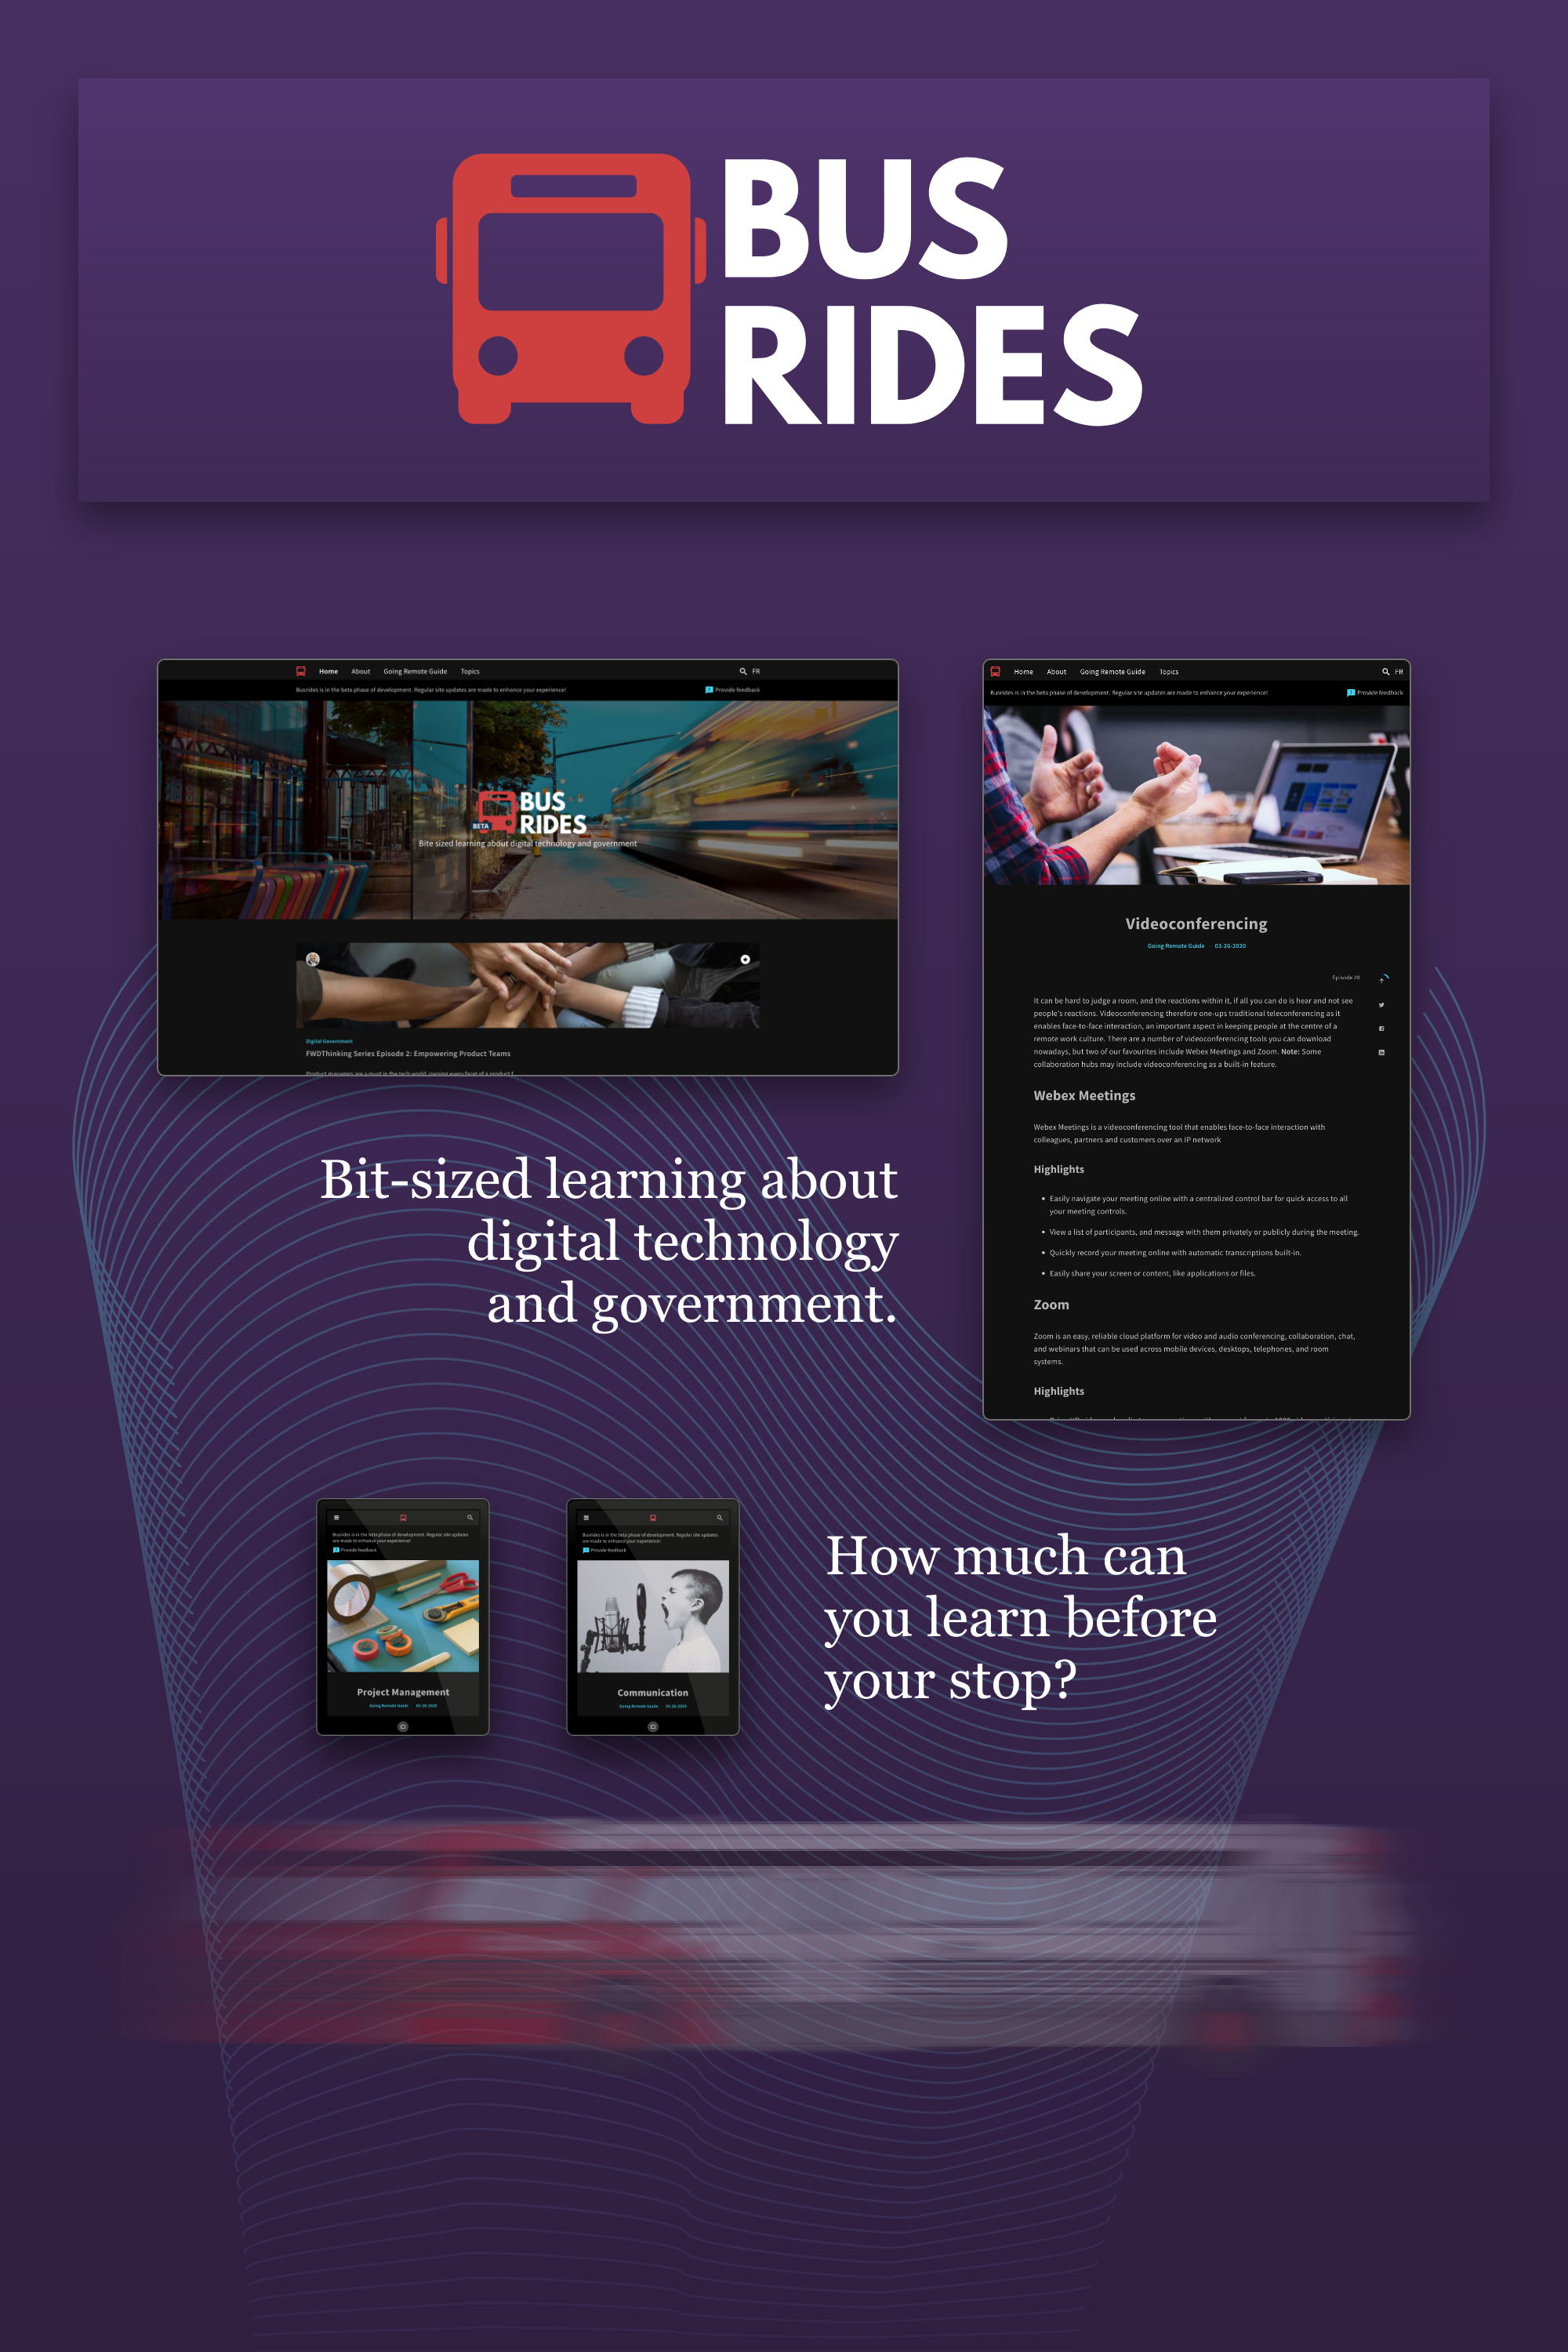 BUS
RIDES
Home About Going Remote Guide Topics FR
Busrides is in the beta phase of development. Regular site updates are made to enhance your experience! Provide feedback
BUS
RIDES
BETA
Bite sized learning about digital technology and government
Digital Government
FWDThinking Series Episode 2: Empowering Product Teams
Product managers are a must in the tech world, owning every facet of a product f
Home About Going Remote Guide Topics FR
Busrides is in the beta phase of development. Regular site updates are made to enhance your experience! Provide feedback
Videoconferencing
Going Remote Guide 03-26-2020
Episode 20
It can be hard to judge a room, and the reactions within it, if all you can do is hear and not see
people's reactions. Videoconferencing therefore one-ups traditional teleconferencing as it
enables face-to-face interaction, an important aspect in keeping people at the centre of a
remote work culture. There are a number of videoconferencing tools you can download
nowadays, but two of our favourites include Webex Meetings and Zoom. Note: Some
collaboration hubs may include videoconferencing as a built-in feature.
Webex Meetings
Webex Meetings is a videoconferencing tool that enables face-to-face interaction with
colleagues, partners and customers over an IP network
Highlights
Easily navigate your meeting online with a centralized control bar for quick access to all
your meeting controls.
View a list of participants, and message with them privately or publicly during the meeting.
Quickly record your meeting online with automatic transcriptions built-in.
Easily share your screen or content, like applications or files.
Zoom
Zoom is an easy, reliable cloud platform for video and audio conferencing, collaboration, chat,
and webinars that can be used across mobile devices, desktops, telephones, and room
systems.
Highlights
Bit-sized learning about
digital technology
and government.
Busrides is in the beta phase of development. Regular site updates
are made to enhance your experience!
Provide feedback
Project Management
Going Remote Guide 03-26-2020
Busrides is in the beta phase of development. Regular site updates
are made to enhance your experience!
Provide feedback
Communication
Going Remote Guide 03-26-2020
How much can
you learn before
your stop?